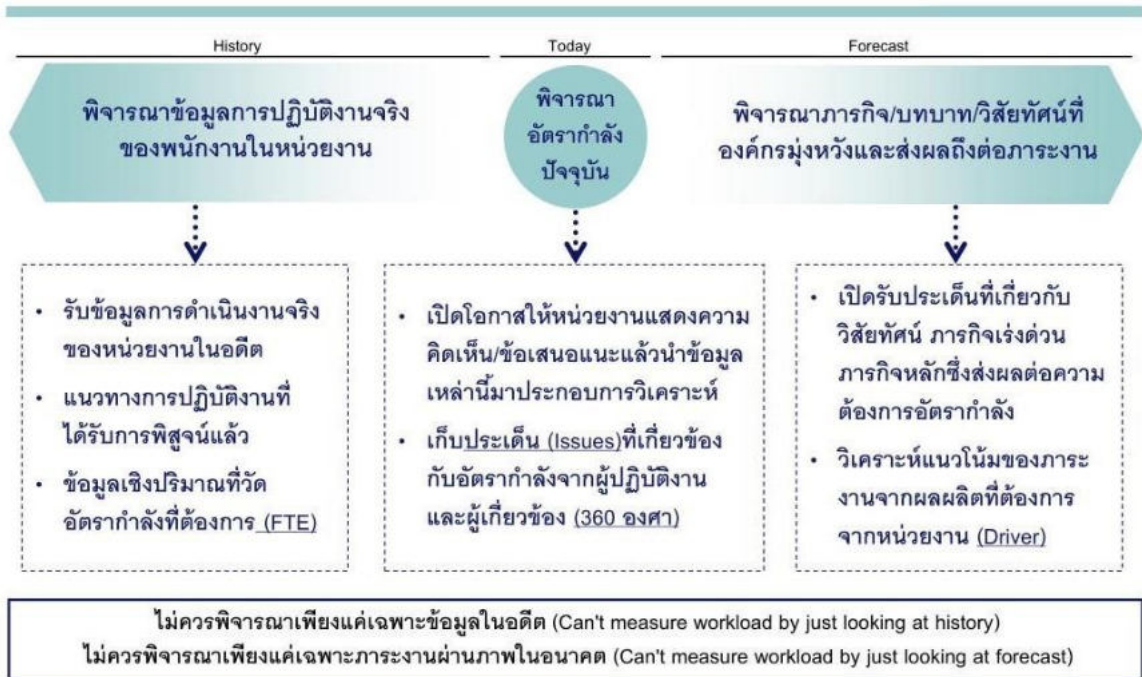 History
Today
Forecast
พิจารณาข้อมูลการปฏิบัติงานจริง
ของพนักงานในหน่วยงาน
พิจารณา
อัตรากำลัง
ปัจจุบัน
พิจารณาภารกิจ/บทบาท/วิสัยทัศน์ที่
องค์กรมุ่งหวังและส่งผลถึงต่อภาระงาน
• รับข้อมูลการดำเนินงานจริง
ของหน่วยงานในอดีต
• แนวทางการปฏิบัติงานที่
ได้รับการพิสูจน์แล้ว
• ข้อมูลเชิงปริมาณที่วัด
อัตรากำลังที่ต้องการ (FTE)
• เปิดโอกาสให้หน่วยงานแสดงความ
คิดเห็น/ข้อเสนอแนะแล้วนำข้อมูล
เหล่านี้มาประกอบการวิเคราะห์
• เก็บประเด็น (Issues)ที่เกี่ยวข้อง
กับอัตรากำลังจากผู้ปฏิบัติงาน
และผู้เกี่ยวข้อง (360 องศา)
• เปิดรับประเด็นที่เกี่ยวกับ
วิสัยทัศน์ ภารกิจเร่งด่วน
ภารกิจหลักซึ่งส่งผลต่อความ
ต้องการอัตรากำลัง
• วิเคราะห์แนวโน้มของภาระ
งานจากผลผลิตที่ต้องการ
จากหน่วยงาน (Driver)
ไม่ควรพิจารณาเพียงแค่เฉพาะข้อมูลในอดีต (Can't measure workload by just looking at history)
ไม่ควรพิจารณาเพียงแค่เฉพาะภาระงานผ่านภาพในอนาคต (Can't measure workload by just looking at forecast)